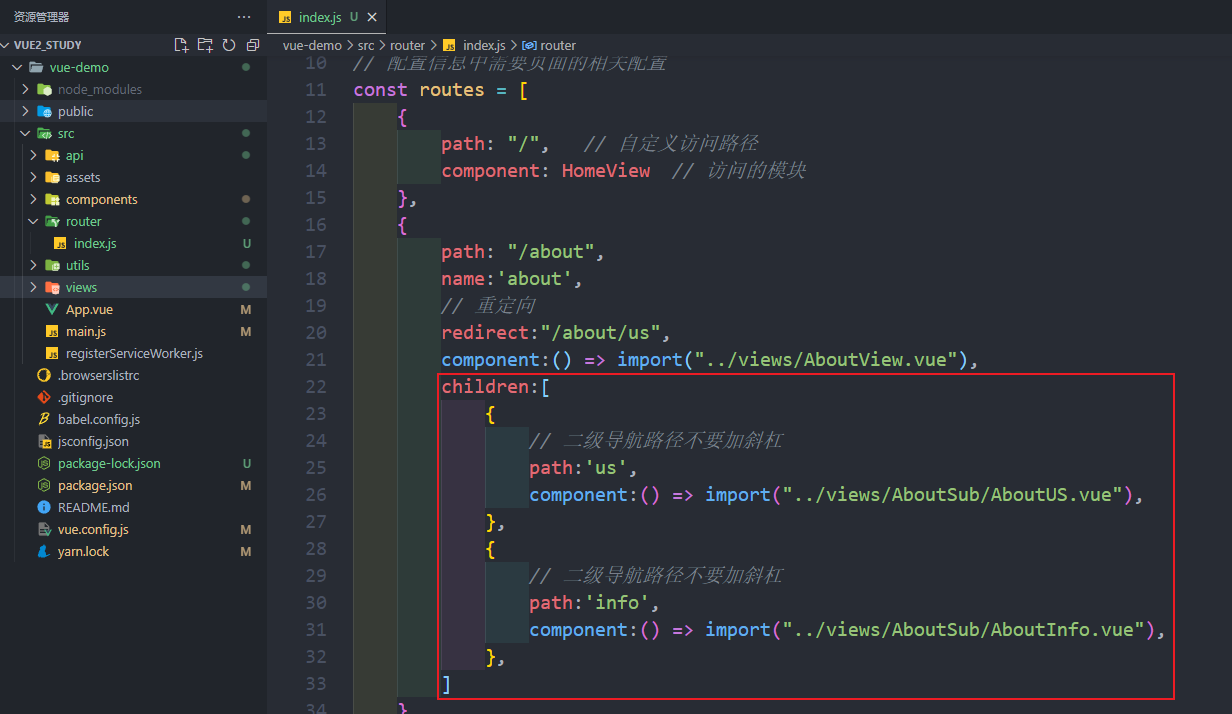 资源管理器
···
VUE2_STUDY
vue-demo
node_modules
public
src
api
assets
components
router
index.js U
utils
views
App.vue M
main.js M
registerServiceWorker.js
.browserslistrc
.gitignore
babel.config.js
jsconfig.json
package-lock.json U
package.json M
README.md
vue.config.js M
yarn.lock M
JS index.js U ×
vue-demo > src > router > JS index.js > router
10 // 配置信息中需要页面的相关配置
11 const routes = [
12 {
13 path: "/", // 自定义访问路径
14 component: HomeView // 访问的模块
15 },
16 {
17 path: "/about",
18 name:'about',
19 // 重定向
20 redirect:"/about/us",
21 component:() => import("../views/AboutView.vue"),
22 children:[
23 {
24 // 二级导航路径不要加斜杠
25 path:'us',
26 component:() => import("../views/AboutSub/AboutUS.vue"),
27 },
28 {
29 // 二级导航路径不要加斜杠
30 path:'info',
31 component:() => import("../views/AboutSub/AboutInfo.vue"),
32 },
33 ]
34 }